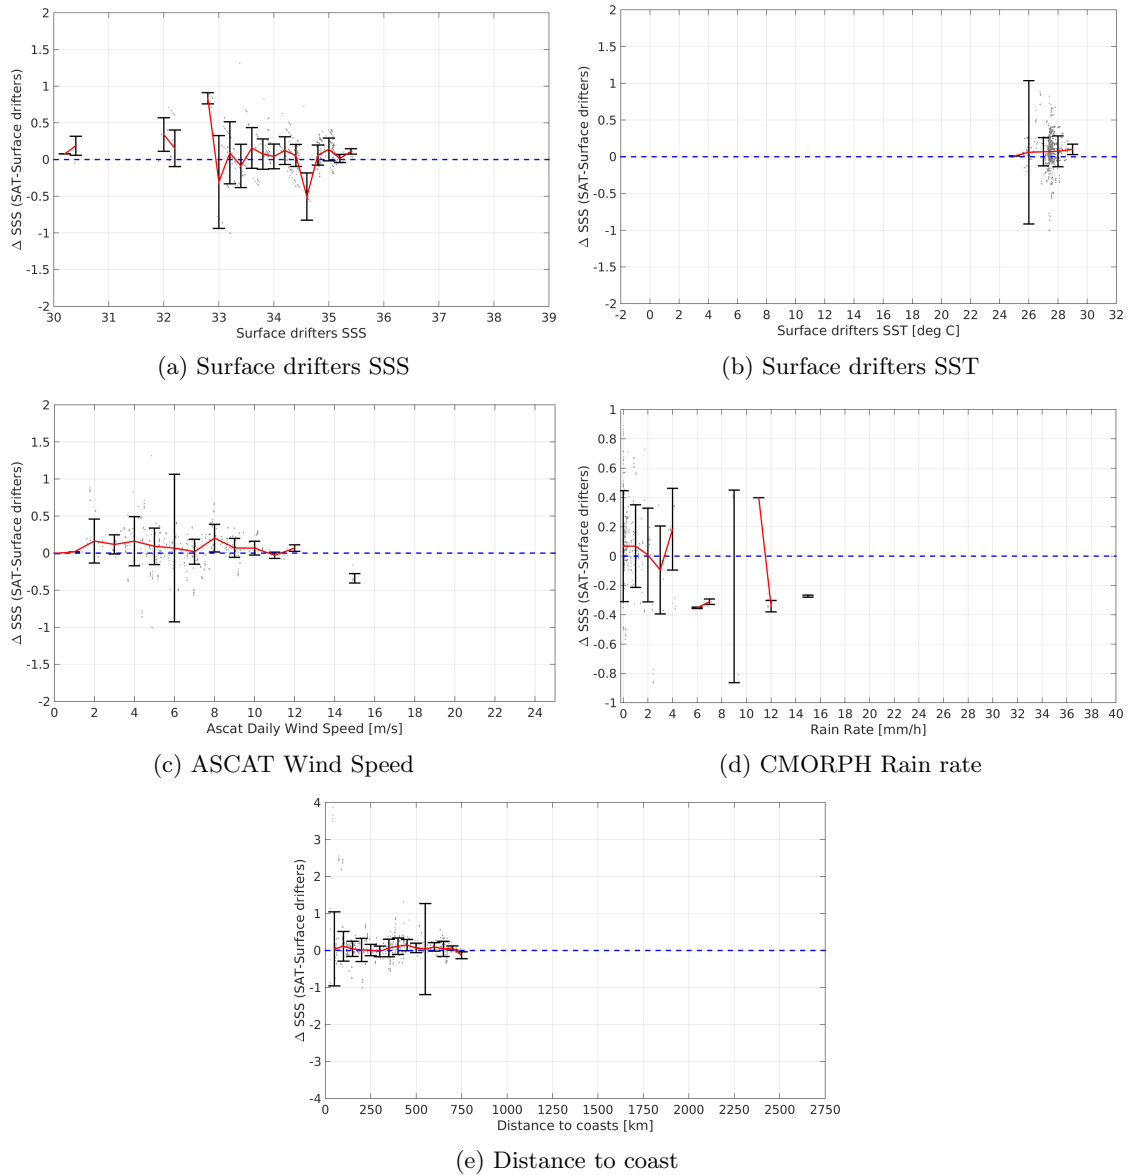 2
1.5
1
0.5
0
-0.5
-1
-1.5
-2
Δ SSS (SAT-Surface drifters)
30 31 32 33 34 35 36 37 38 39
Surface drifters SSS
(a) Surface drifters SSS
2
1.5
1
0.5
0
-0.5
-1
-1.5
-2
Δ SSS (SAT-Surface drifters)
-2 0 2 4 6 8 10 12 14 16 18 20 22 24 26 28 30 32
Surface drifters SST [deg C]
(b) Surface drifters SST
2
1.5
1
0.5
0
-0.5
-1
-1.5
-2
Δ SSS (SAT-Surface drifters)
0 2 4 6 8 10 12 14 16 18 20 22 24
Ascat Daily Wind Speed [m/s]
(c) ASCAT Wind Speed
1
0.8
0.6
0.4
0.2
0
-0.2
-0.4
-0.6
-0.8
-1
Δ SSS (SAT-Surface drifters)
0 2 4 6 8 10 12 14 16 18 20 22 24 26 28 30 32 34 36 38 40
Rain Rate [mm/h]
(d) CMORPH Rain rate
4
3
2
1
0
-1
-2
-3
-4
Δ SSS (SAT-Surface drifters)
0 250 500 750 1000 1250 1500 1750 2000 2250 2500 2750
Distance to coasts [km]
(e) Distance to coast